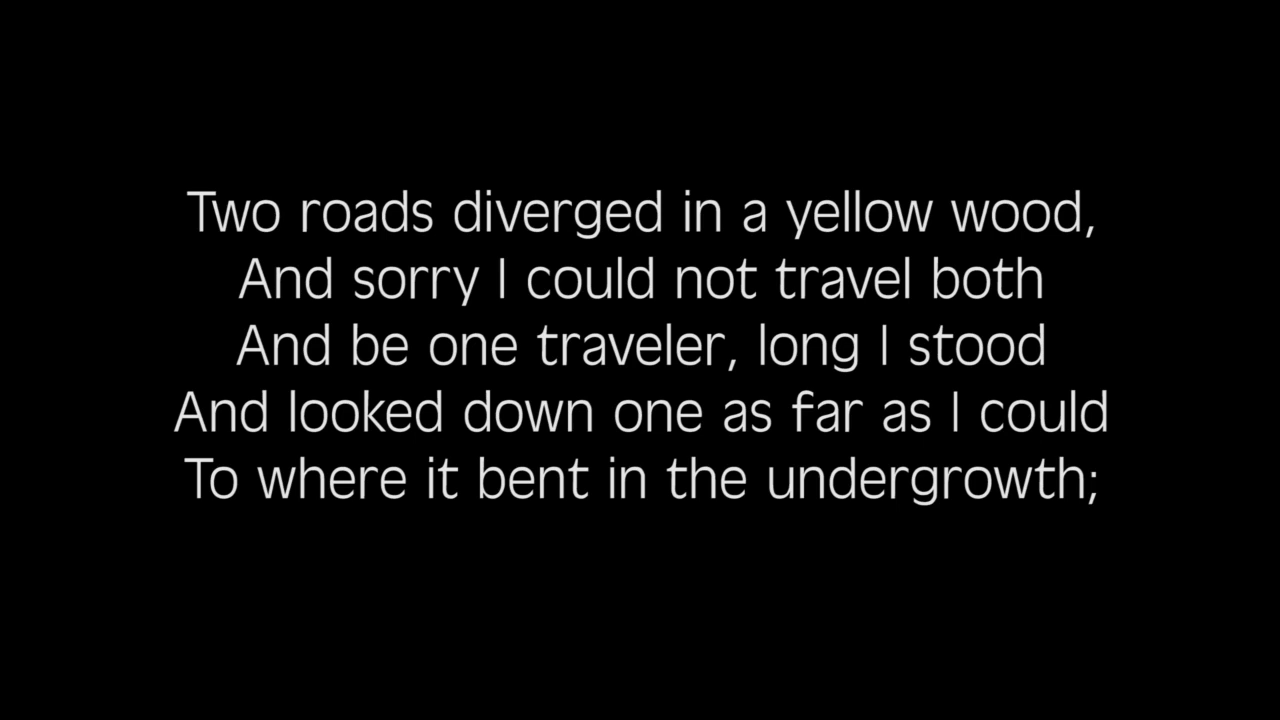 Two roads diverged in a yellow wood,
And sorry I could not travel both
And be one traveler, long I stood
And looked down one as far as I could
To where it bent in the undergrowth;